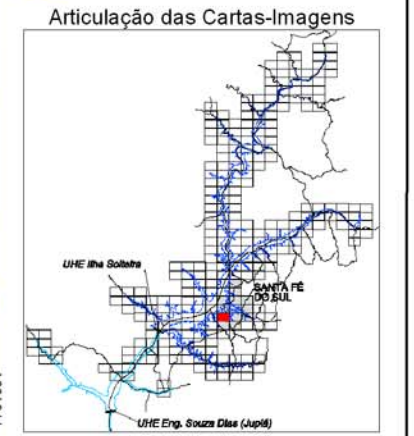 Articulação das Cartas-Imagens
UHE Ilha Solteira
SANTA FÉ
DO SUL
UHE Eng. Souza Dias (Jupiá)